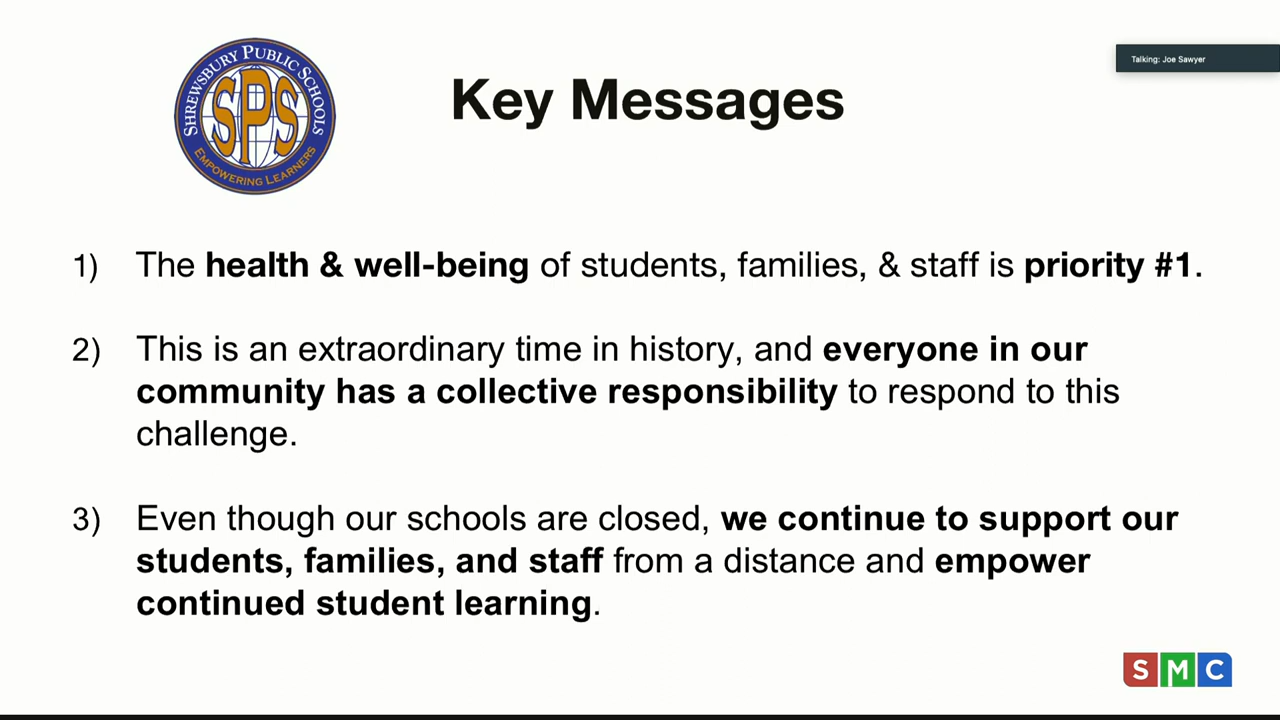 SHREWSBURY PUBLIC SCHOOLS
SPS
EMPOWERING LEARNERS
Key Messages
Talking: Joe Sawyer
1) The health & well-being of students, families, & staff is priority #1.
2) This is an extraordinary time in history, and everyone in our
community has a collective responsibility to respond to this
challenge.
3) Even though our schools are closed, we continue to support our
students, families, and staff from a distance and empower
continued student learning.
SMC